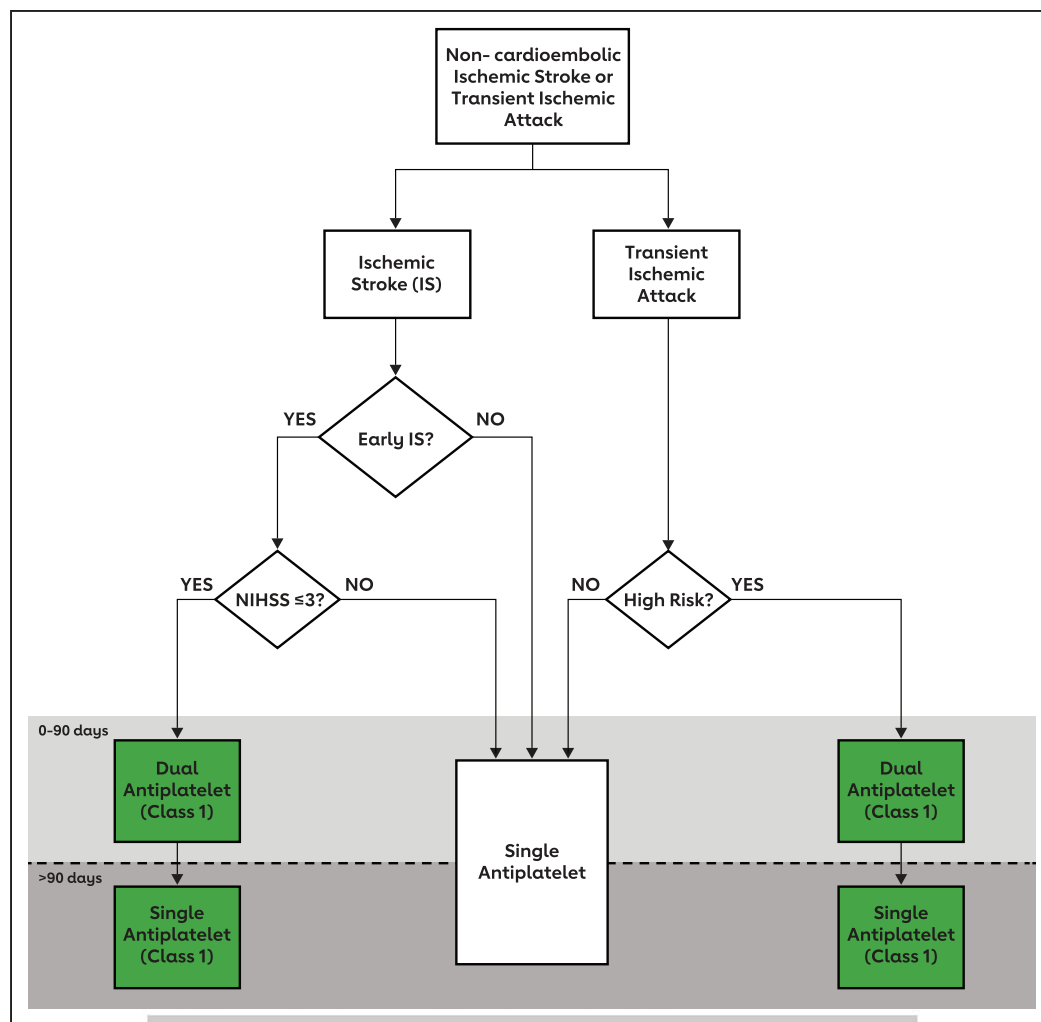 Non- cardioembolic
Ischemic Stroke or
Transient Ischemic
Attack
Ischemic
Stroke (IS)
Transient
Ischemic
Attack
YES
NO
Early IS?
YES
NO
NIHSS ≤3?
NO
YES
High Risk?
0-90 days
Dual
Antiplatelet
(Class 1)
Single
Antiplatelet
Dual
Antiplatelet
(Class 1)
>90 days
Single
Antiplatelet
(Class 1)
Single
Antiplatelet
(Class 1)